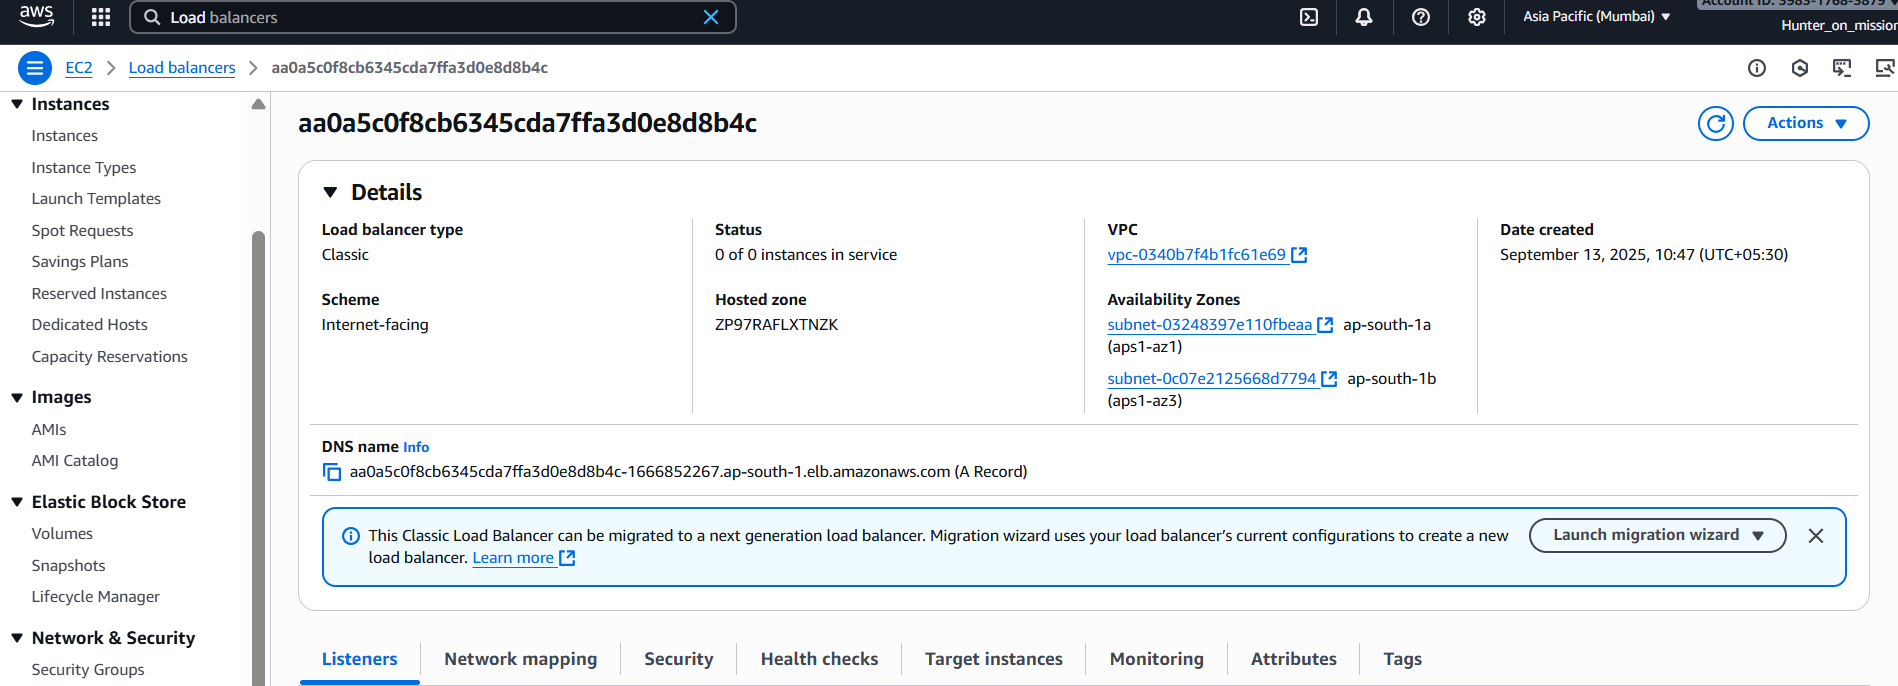 aws
Load balancers
Asia Pacific (Mumbai)
Account ID: 3983-1768-3879
Hunter_on_mission
EC2
Load balancers
aa0a5c0f8cb6345cda7ffa3d0e8d8b4c
Instances
Instances
Instance Types
Launch Templates
Spot Requests
Savings Plans
Reserved Instances
Dedicated Hosts
Capacity Reservations
Images
AMIs
AMI Catalog
Elastic Block Store
Volumes
Snapshots
Lifecycle Manager
Network & Security
Security Groups
aa0a5c0f8cb6345cda7ffa3d0e8d8b4c
Actions
Details
Load balancer type
Classic
Scheme
Internet-facing
Status
0 of 0 instances in service
Hosted zone
ZP97RAFLXTNZK
VPC
vpc-0340b7f4b1fc61e69
Availability Zones
subnet-03248397e110fbeaa ap-south-1a
(aps1-az1)
subnet-0c07e2125668d7794 ap-south-1b
(aps1-az3)
Date created
September 13, 2025, 10:47 (UTC+05:30)
DNS name Info
aa0a5c0f8cb6345cda7ffa3d0e8d8b4c-1666852267.ap-south-1.elb.amazonaws.com (A Record)
This Classic Load Balancer can be migrated to a next generation load balancer. Migration wizard uses your load balancer's current configurations to create a new
load balancer. Learn more
Launch migration wizard
Listeners
Network mapping
Security
Health checks
Target instances
Monitoring
Attributes
Tags